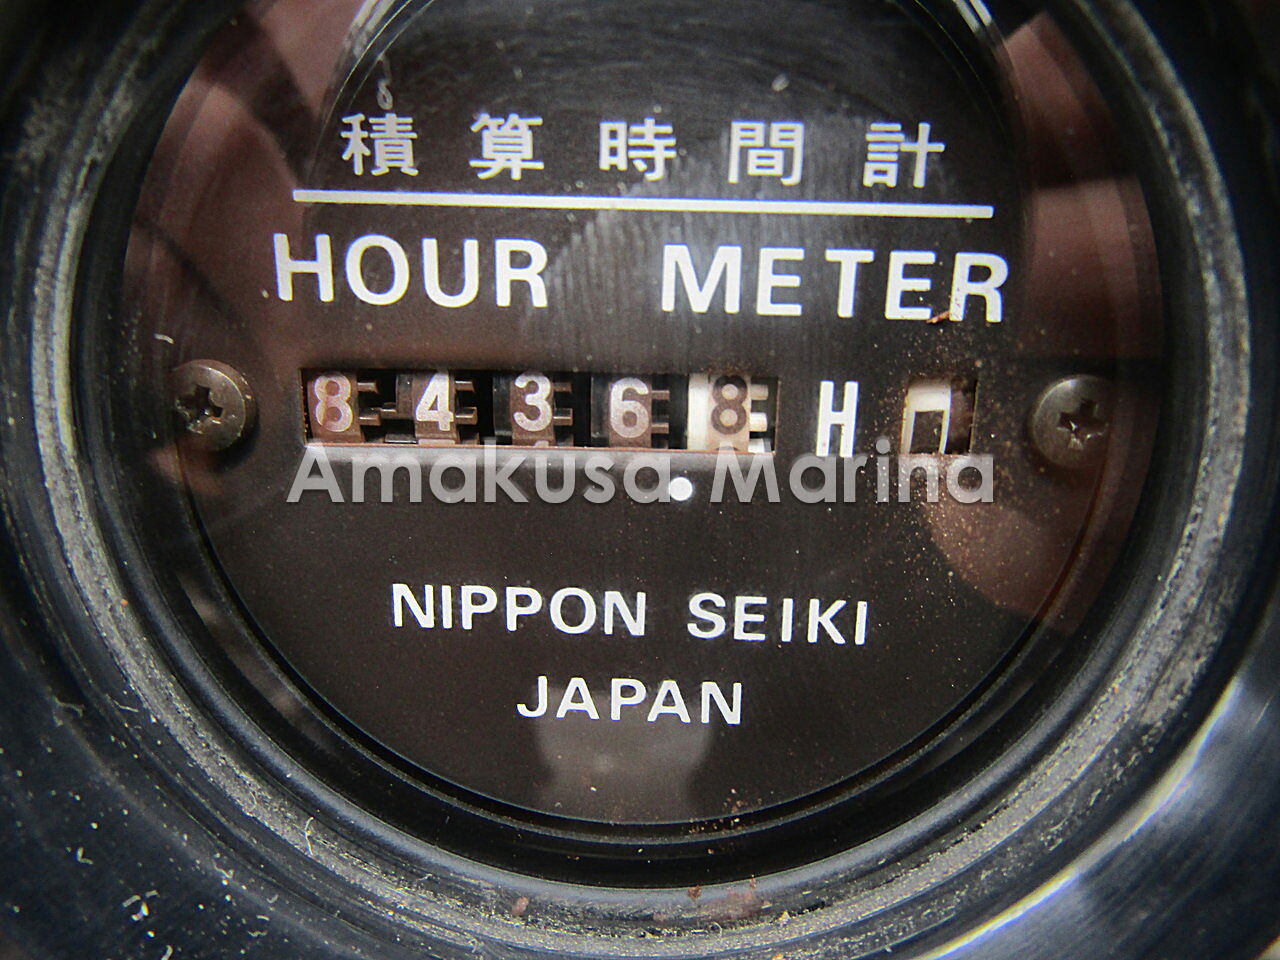 積算時間計
HOUR METER
84368 H
Amakusa Marina
NIPPON SEIKI
JAPAN